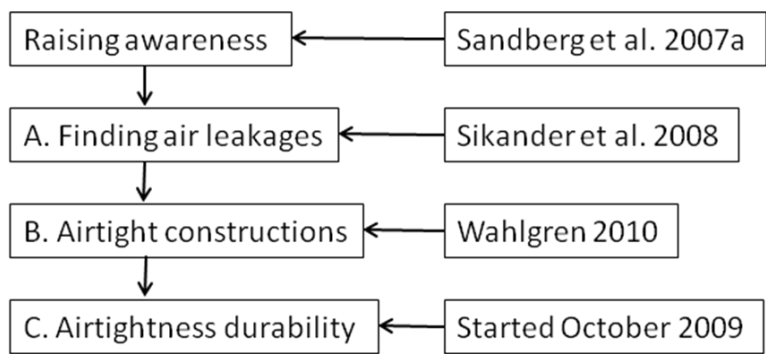 Raising awareness
Sandberg et al. 2007a
A. Finding air leakages
Sikander et al. 2008
B. Airtight constructions
Wahlgren 2010
C. Airtightness durability
Started October 2009